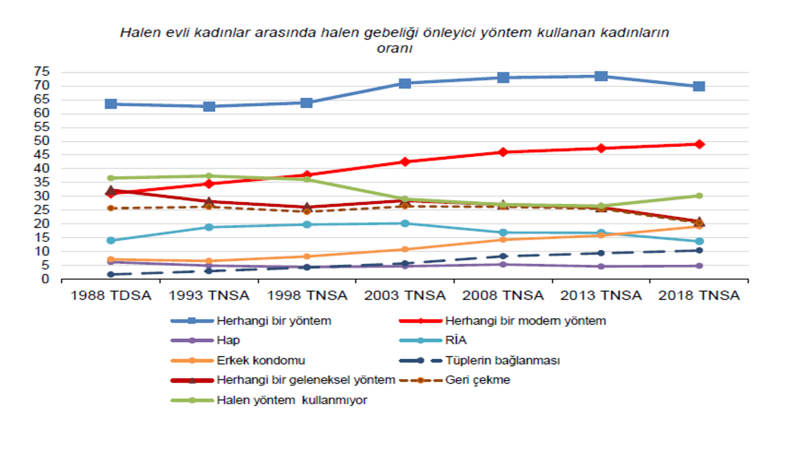 Halen evli kadınlar arasında halen gebeliği önleyici yöntem kullanan kadınların
oranı
75
70
65
60
55
50
45
40
35
30
25
20
15
10
5
0
1988 TDSA 1993 TNSA 1998 TNSA 2003 TNSA 2008 TNSA 2013 TNSA 2018 TNSA
Herhangi bir yöntem Herhangi bir modern yöntem
Hap RİA
Erkek kondomu Tüplerin bağlanması
Herhangi bir geleneksel yöntem Geri çekme
Halen yöntem kullanmıyor